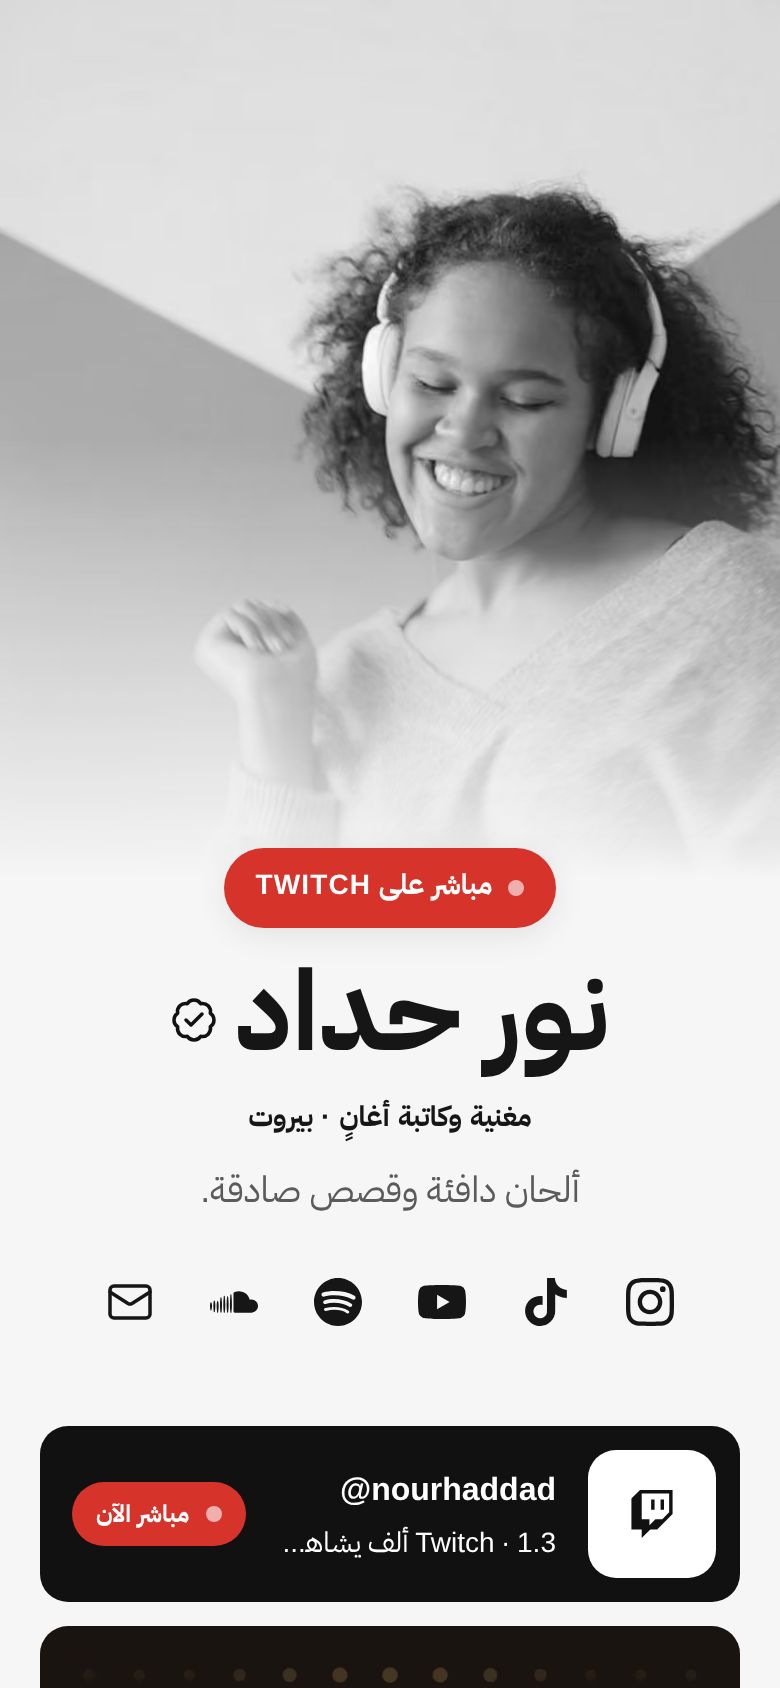 مباشر على TWITCH
نور حداد
مغنية وكاتبة أغانٍ · بيروت
ألحان دافئة وقصص صادقة.
@nourhaddad
Twitch · 1.3 ألف يشاهـ...
مباشر الآن